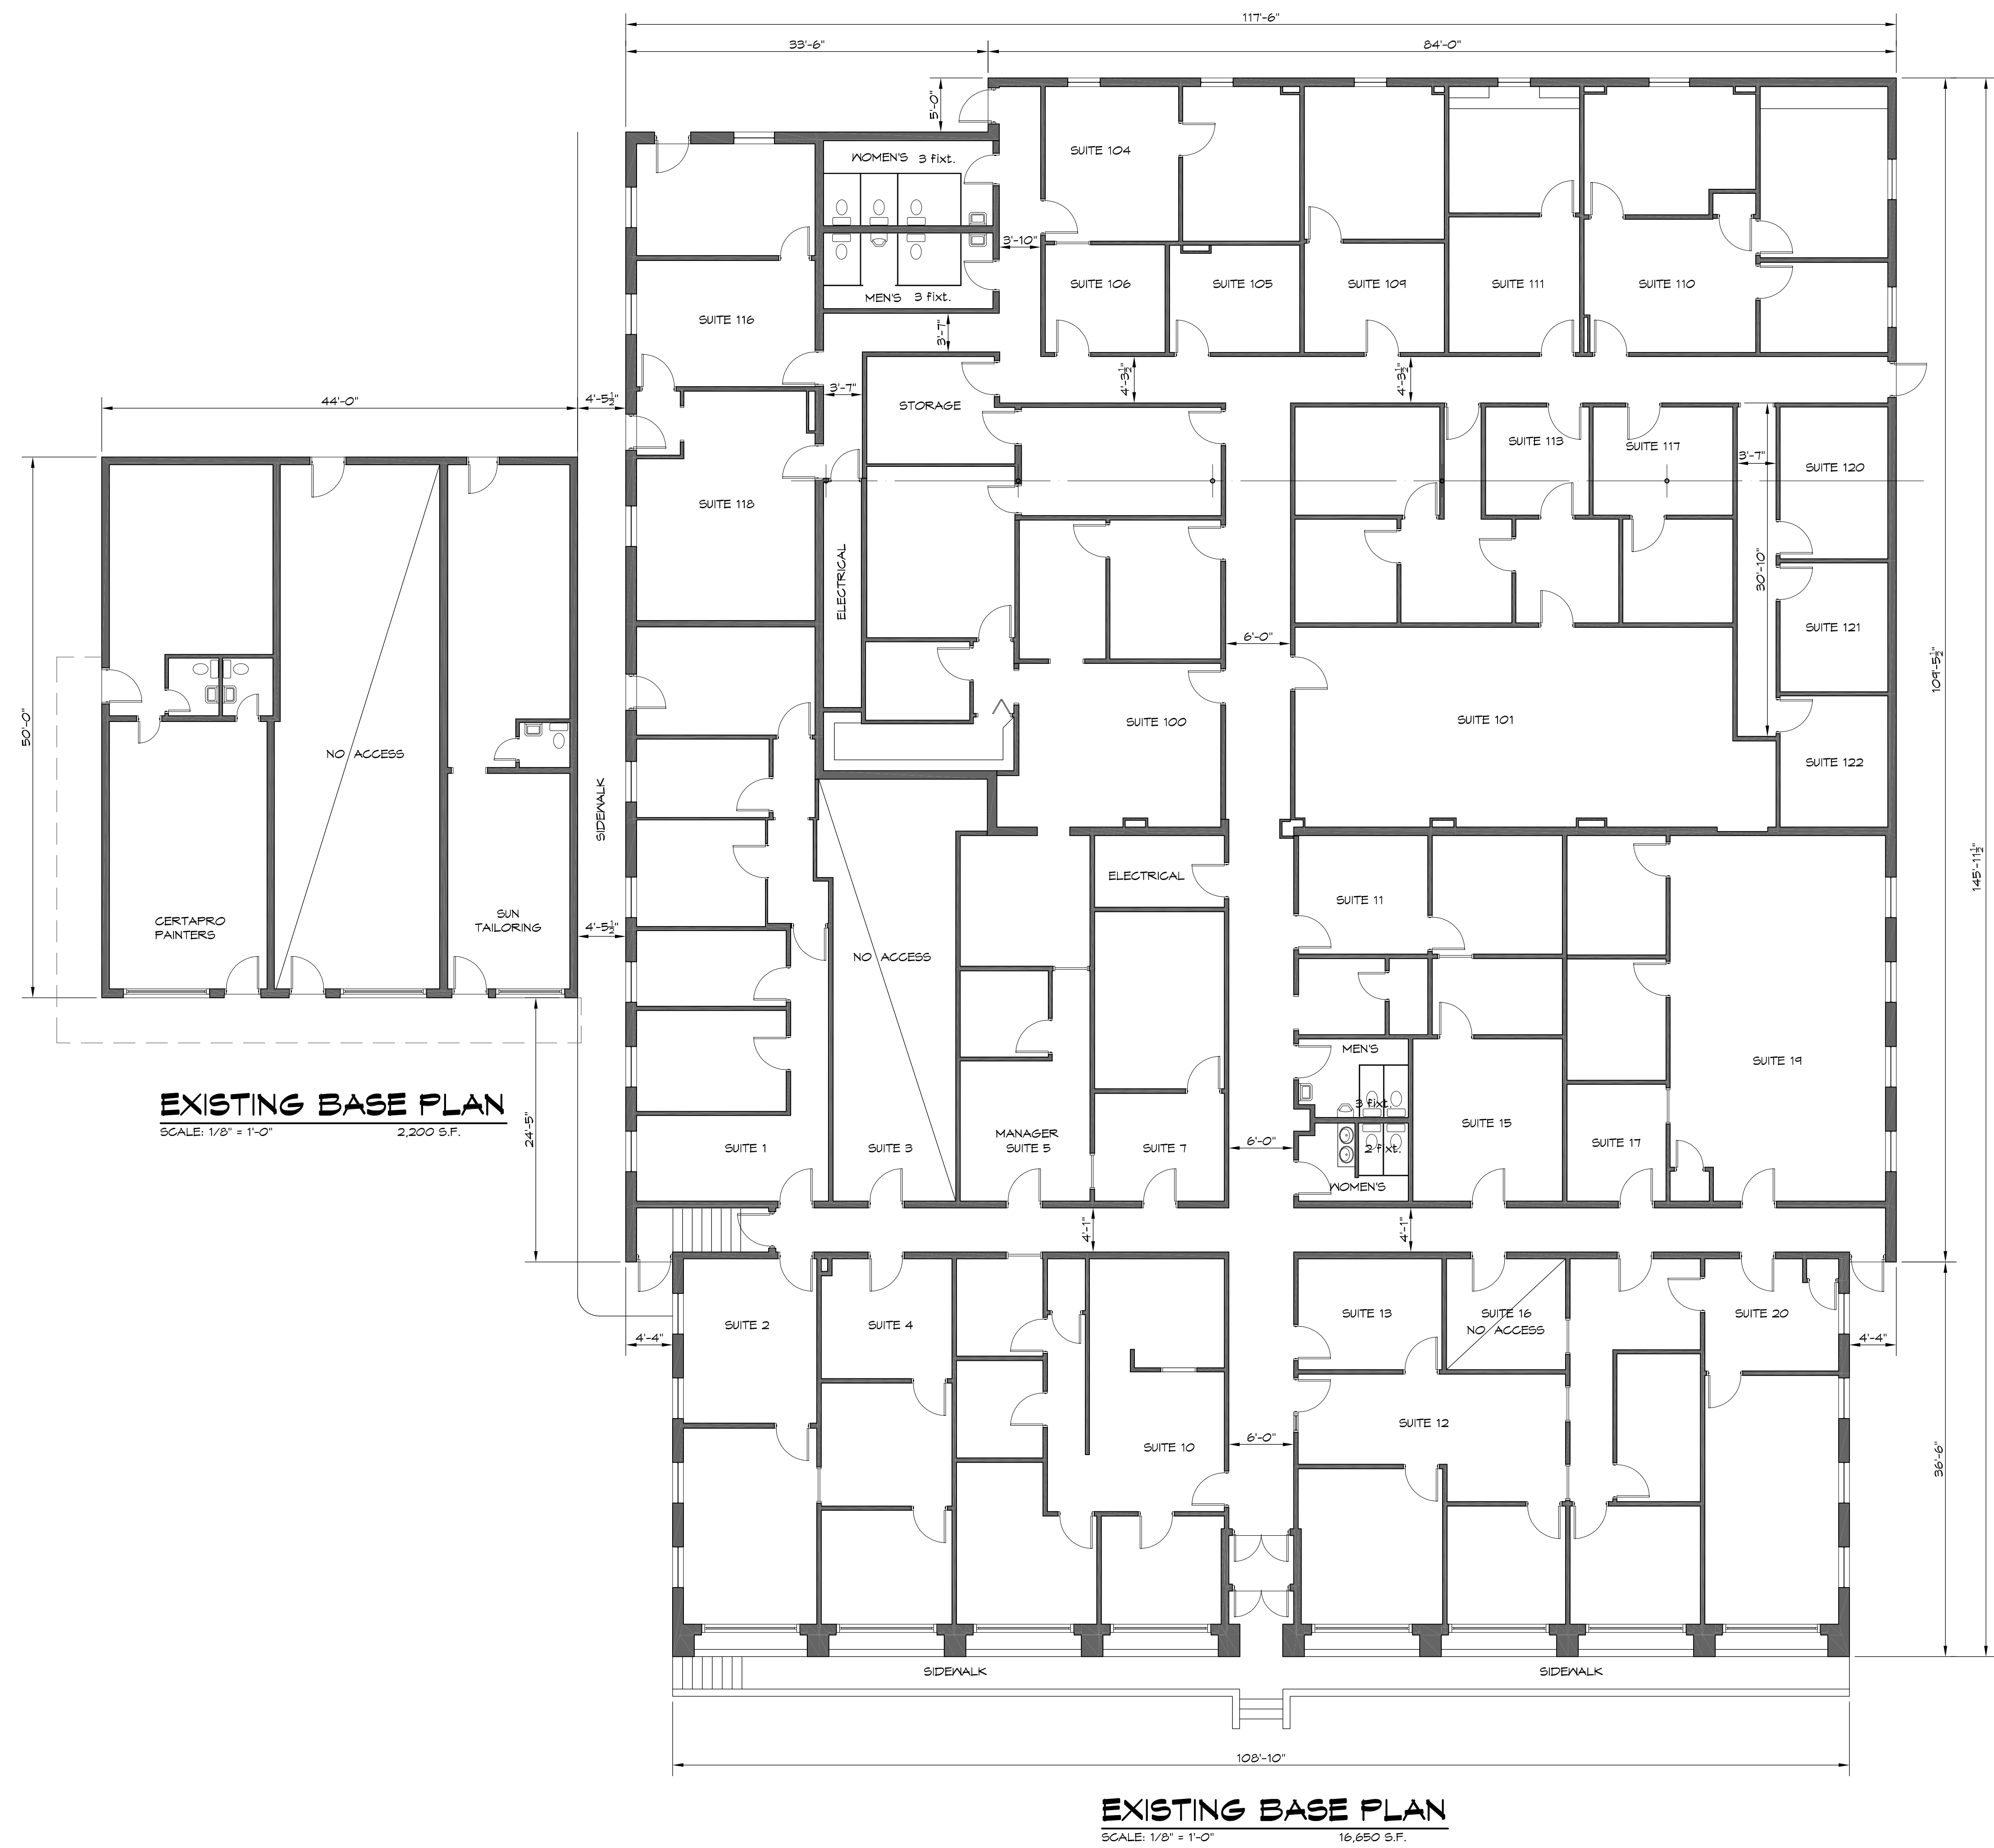 117'-6"
33'-6"
84'-0"
5'-0"
WOMEN'S 3 fixt.
SUITE 104
3'-10"
SUITE 106
SUITE 105
SUITE 109
SUITE 111
SUITE 110
MEN'S 3 fixt.
SUITE 116
3'-7"
4'-3½"
4'-3½"
3'-7"
44'-0"
4'-5½"
STORAGE
SUITE 113
SUITE 117
3'-7"
SUITE 120
SUITE 118
ELECTRICAL
30'-10"
SUITE 121
6'-0"
109'-5½"
50'-0"
SUITE 100
SUITE 101
NO ACCESS
SUITE 122
SIDEWALK
ELECTRICAL
145'-11½"
SUITE 11
CERTAPRO
PAINTERS
SUN
TAILORING
4'-5½"
NO ACCESS
MEN'S
SUITE 19
EXISTING BASE PLAN
SCALE: 1/8" = 1'-0"
2,200 S.F.
24'-5"
3 fixt.
SUITE 15
SUITE 1
SUITE 3
MANAGER
SUITE 5
SUITE 7
6'-0"
2 fixt.
SUITE 17
WOMEN'S
4'-1"
4'-1"
SUITE 2
SUITE 4
SUITE 13
SUITE 16
NO ACCESS
SUITE 20
4'-4"
4'-4"
SUITE 12
SUITE 10
6'-0"
36'-6"
SIDEWALK
SIDEWALK
108'-10"
EXISTING BASE PLAN
SCALE: 1/8" = 1'-0"
16,650 S.F.